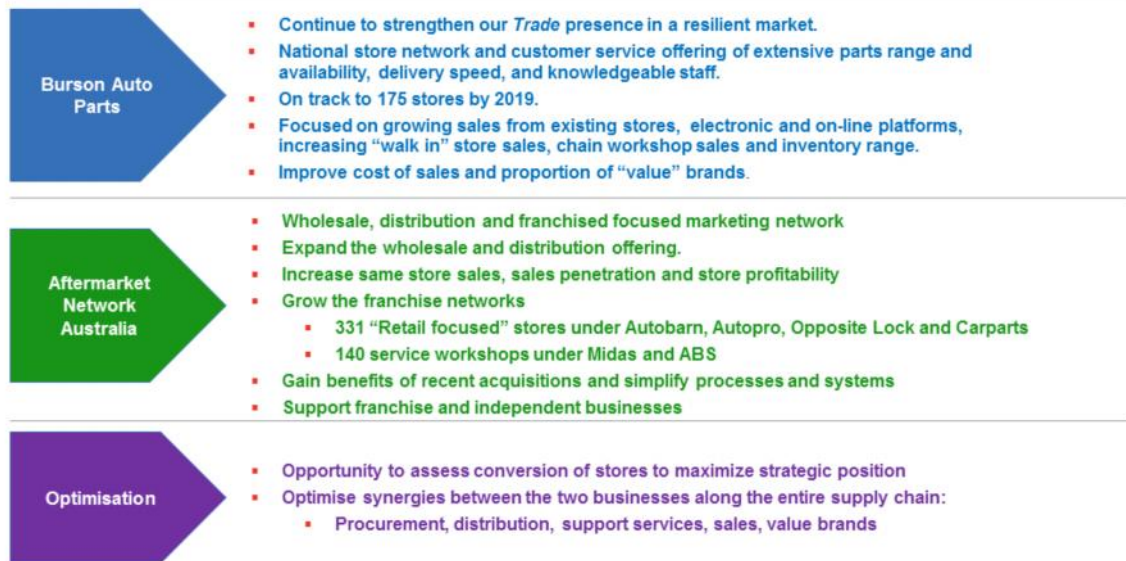 Burson Auto
Parts
▪ Continue to strengthen our Trade presence in a resilient market.
▪ National store network and customer service offering of extensive parts range and
availability, delivery speed, and knowledgeable staff.
▪ On track to 175 stores by 2019.
▪ Focused on growing sales from existing stores, electronic and on-line platforms,
increasing “walk in” store sales, chain workshop sales and inventory range.
▪ Improve cost of sales and proportion of “value” brands.
Aftermarket
Network
Australia
▪ Wholesale, distribution and franchised focused marketing network
▪ Expand the wholesale and distribution offering.
▪ Increase same store sales, sales penetration and store profitability
▪ Grow the franchise networks
▪ 331 “Retail focused” stores under Autobarn, Autopro, Opposite Lock and Carparts
▪ 140 service workshops under Midas and ABS
▪ Gain benefits of recent acquisitions and simplify processes and systems
▪ Support franchise and independent businesses
Optimisation
▪ Opportunity to assess conversion of stores to maximize strategic position
▪ Optimise synergies between the two businesses along the entire supply chain:
▪ Procurement, distribution, support services, sales, value brands